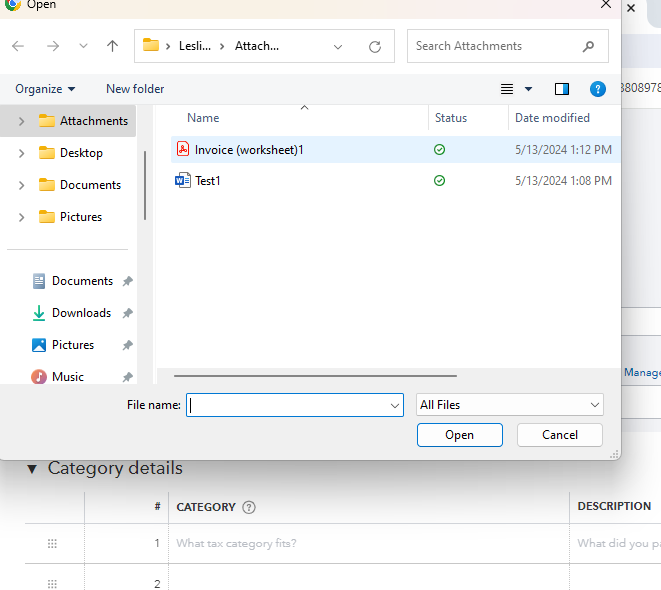 Open
Lesli... Attach...
Search Attachments
Organize New folder
?
3808978
Attachments
Desktop
Documents
Pictures
Documents
Downloads
Pictures
Music
Name Status Date modified
Invoice (worksheet)1 5/13/2024 1:12 PM
Test1 5/13/2024 1:08 PM
Manage
File name: All Files
Open Cancel
Category details
# CATEGORY ? DESCRIPTION
1 What tax category fits? What did you pa
2